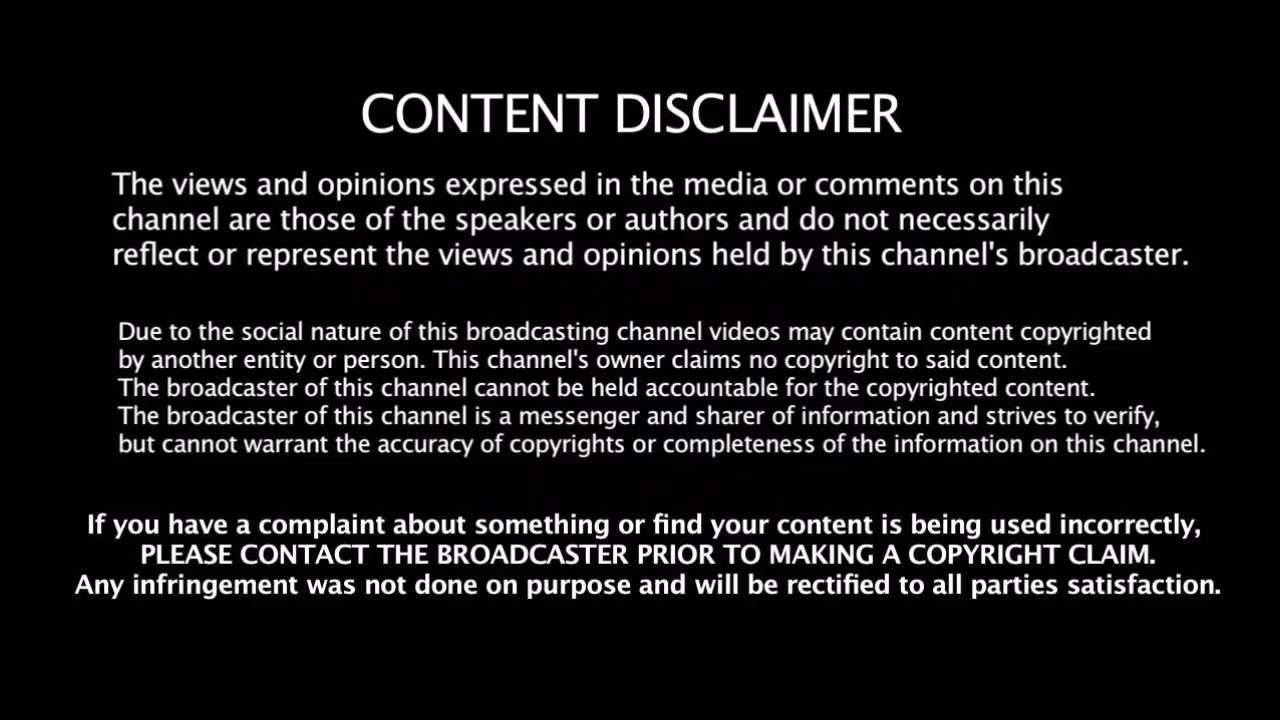 CONTENT DISCLAIMER
The views and opinions expressed in the media or comments on this
channel are those of the speakers or authors and do not necessarily
reflect or represent the views and opinions held by this channel's broadcaster.
Due to the social nature of this broadcasting channel videos may contain content copyrighted
by another entity or person. This channel's owner claims no copyright to said content.
The broadcaster of this channel cannot be held accountable for the copyrighted content.
The broadcaster of this channel is a messenger and sharer of information and strives to verify,
but cannot warrant the accuracy of copyrights or completeness of the information on this channel.
If you have a complaint about something or find your content is being used incorrectly,
PLEASE CONTACT THE BROADCASTER PRIOR TO MAKING A COPYRIGHT CLAIM.
Any infringement was not done on purpose and will be rectified to all parties satisfaction.